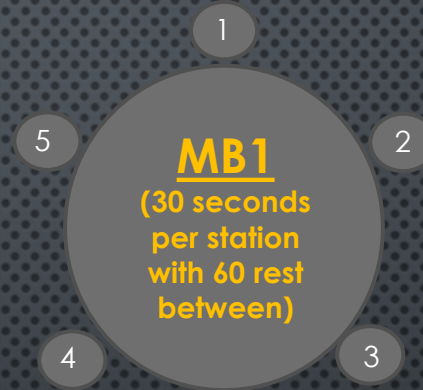 1
5
2
MB1
(30 seconds
per station
with 60 rest
between)
4
3